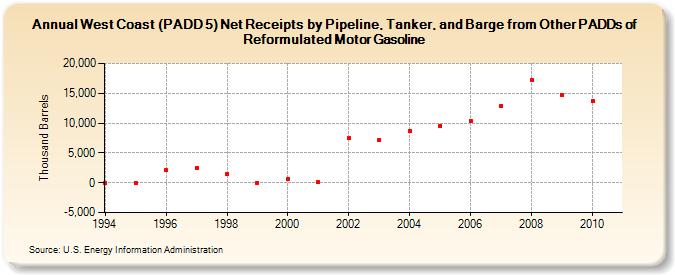 Annual West Coast (PADD 5) Net Receipts by Pipeline, Tanker, and Barge from Other PADDs of
Reformulated Motor Gasoline
Thousand Barrels
20,000
15,000
10,000
5,000
0
-5,000
1994 1996 1998 2000 2002 2004 2006 2008 2010
Source: U.S. Energy Information Administration